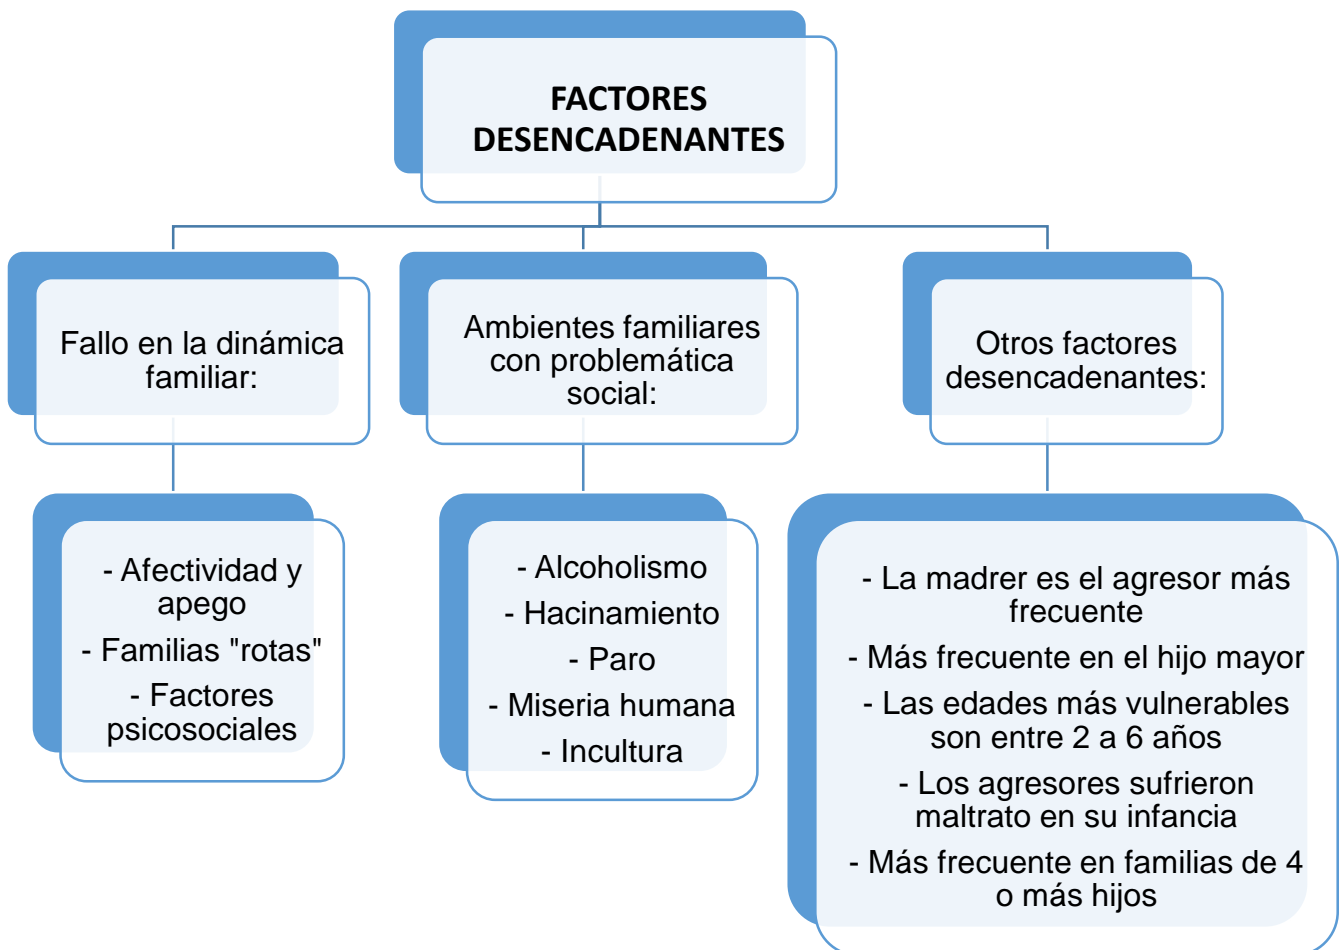 FACTORES
DESENCADENANTES
Fallo en la dinámica
familiar:
- Afectividad y
apego
- Familias "rotas"
- Factores
psicosociales
Ambientes familiares
con problemática
social:
- Alcoholismo
- Hacinamiento
- Paro
- Miseria humana
- Incultura
Otros factores
desencadenantes:
- La madrer es el agresor más
frecuente
- Más frecuente en el hijo mayor
- Las edades más vulnerables
son entre 2 a 6 años
- Los agresores sufrieron
maltrato en su infancia
- Más frecuente en familias de 4
o más hijos